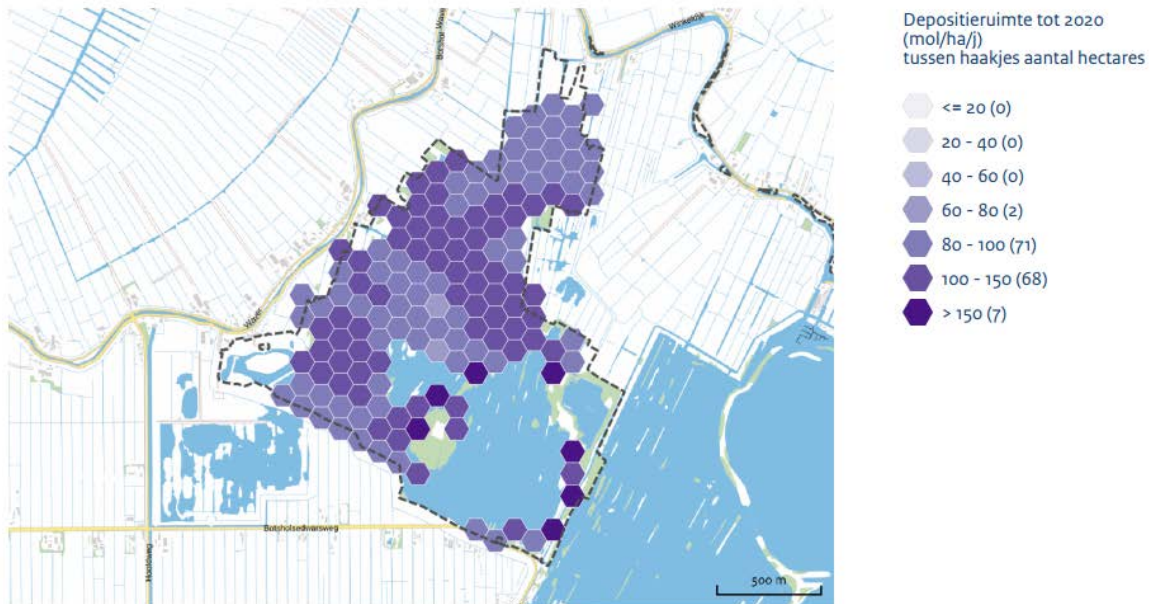 Depositieruimte tot 2020
(mol/ha/j)
tussen haakjes aantal hectares
<= 20 (0)
20 - 40 (0)
40 - 60 (0)
60 - 80 (2)
80 - 100 (71)
100 - 150 (68)
> 150 (7)
Winkeldijk
Waver
Botsholsedwarsweg
Hoofdweg
500 m